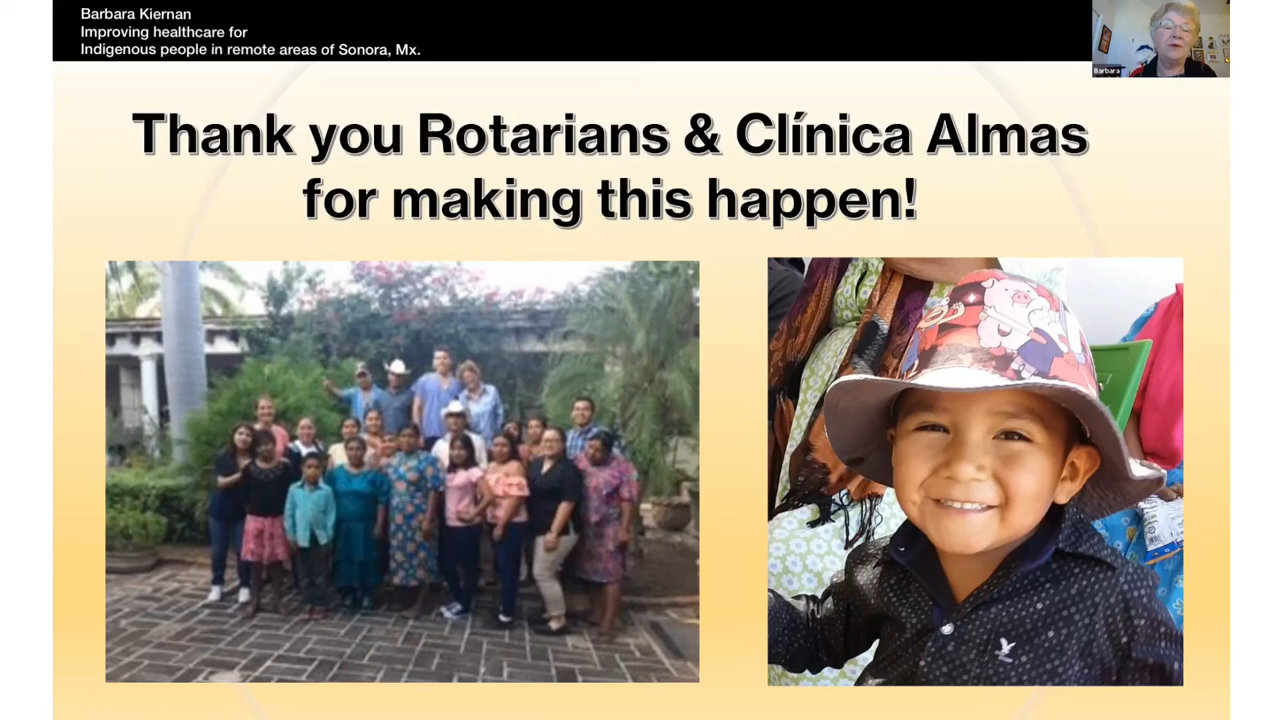 Barbara Kiernan
Improving healthcare for
Indigenous people in remote areas of Sonora, Mx.
Barbara
Thank you Rotarians & Clínica Almas
for making this happen!